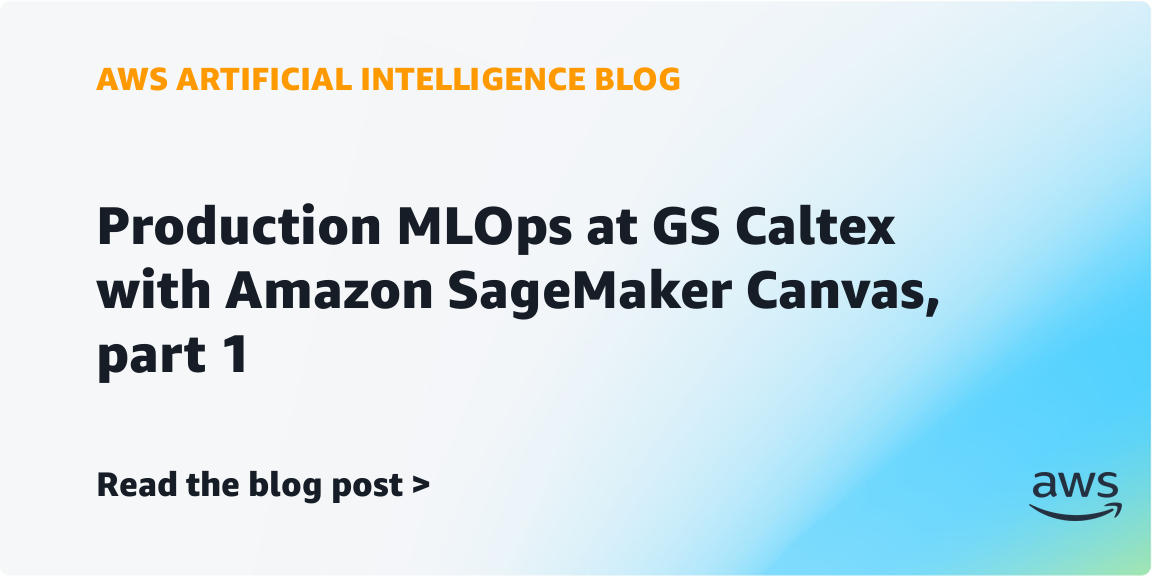 AWS ARTIFICIAL INTELLIGENCE BLOG
Production MLOps at GS Caltex
with Amazon SageMaker Canvas,
part 1
Read the blog post >
aws